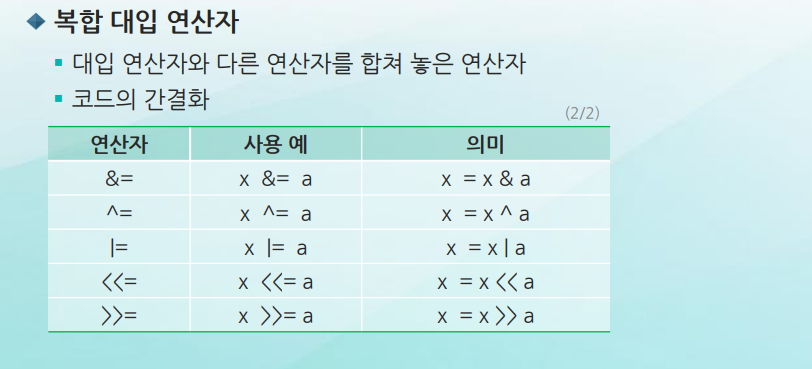 복합 대입 연산자
대입 연산자와 다른 연산자를 합쳐 놓은 연산자
코드의 간결화
(2/2)
연산자 사용 예 의미
&= x &= a x = x & a
^= x ^= a x = x ^ a
|= x |= a x = x | a
<<= x <<= a x = x << a
>>= x >>= a x = x >> a